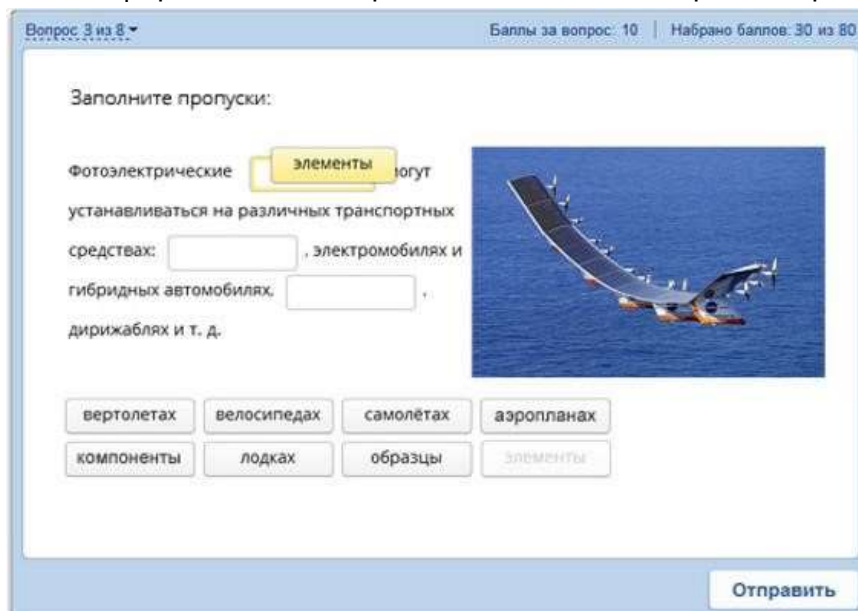 Вопрос 3 из 8 Баллы за вопрос: 10 | Набрано баллов: 30 из 80
Заполните пропуски:
Фотоэлектрические элементы могут
устанавливаться на различных транспортных
средствах: , электромобилях и
гибридных автомобилях, ,
дирижаблях и т. д.
вертолетах велосипедах самолётах аэропланах
компоненты лодках образцы элементы
Отправить